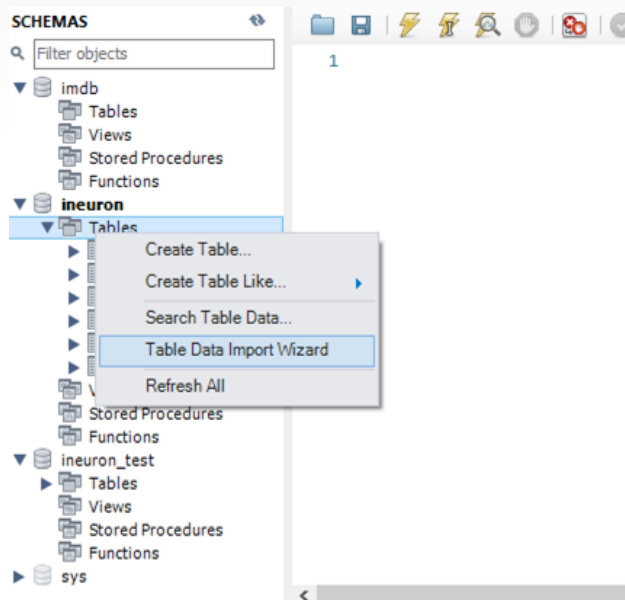 SCHEMAS
Filter objects
1
imdb
Tables
Views
Stored Procedures
Functions
ineuron
Tables
Create Table...
Create Table Like...
Search Table Data...
Table Data Import Wizard
Refresh All
Stored Procedures
Functions
ineuron_test
Tables
Views
Stored Procedures
Functions
sys